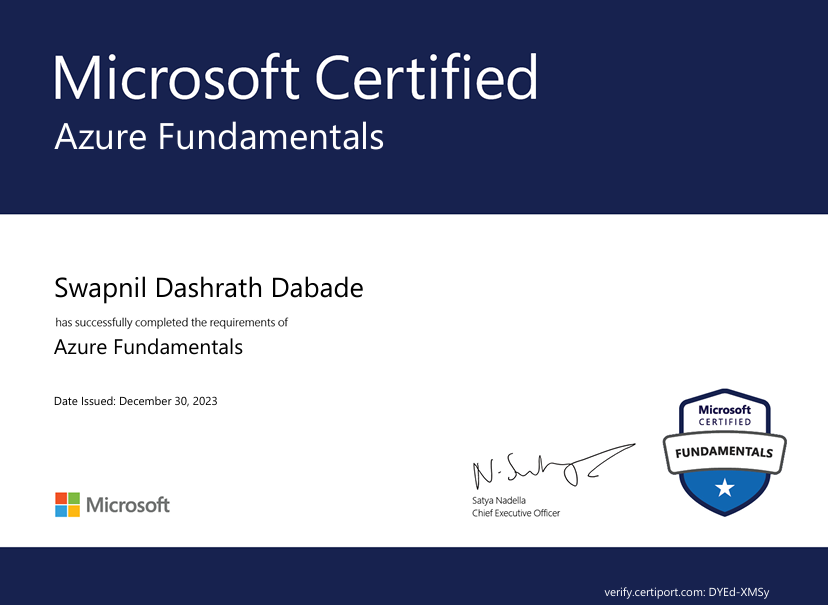 Microsoft Certified
Azure Fundamentals
Swapnil Dashrath Dabade
has successfully completed the requirements of
Azure Fundamentals
Date Issued: December 30, 2023
Microsoft
CERTIFIED
FUNDAMENTALS
Satya Nadella
Chief Executive Officer
Microsoft
verify.certiport.com: DYEd-XMSy